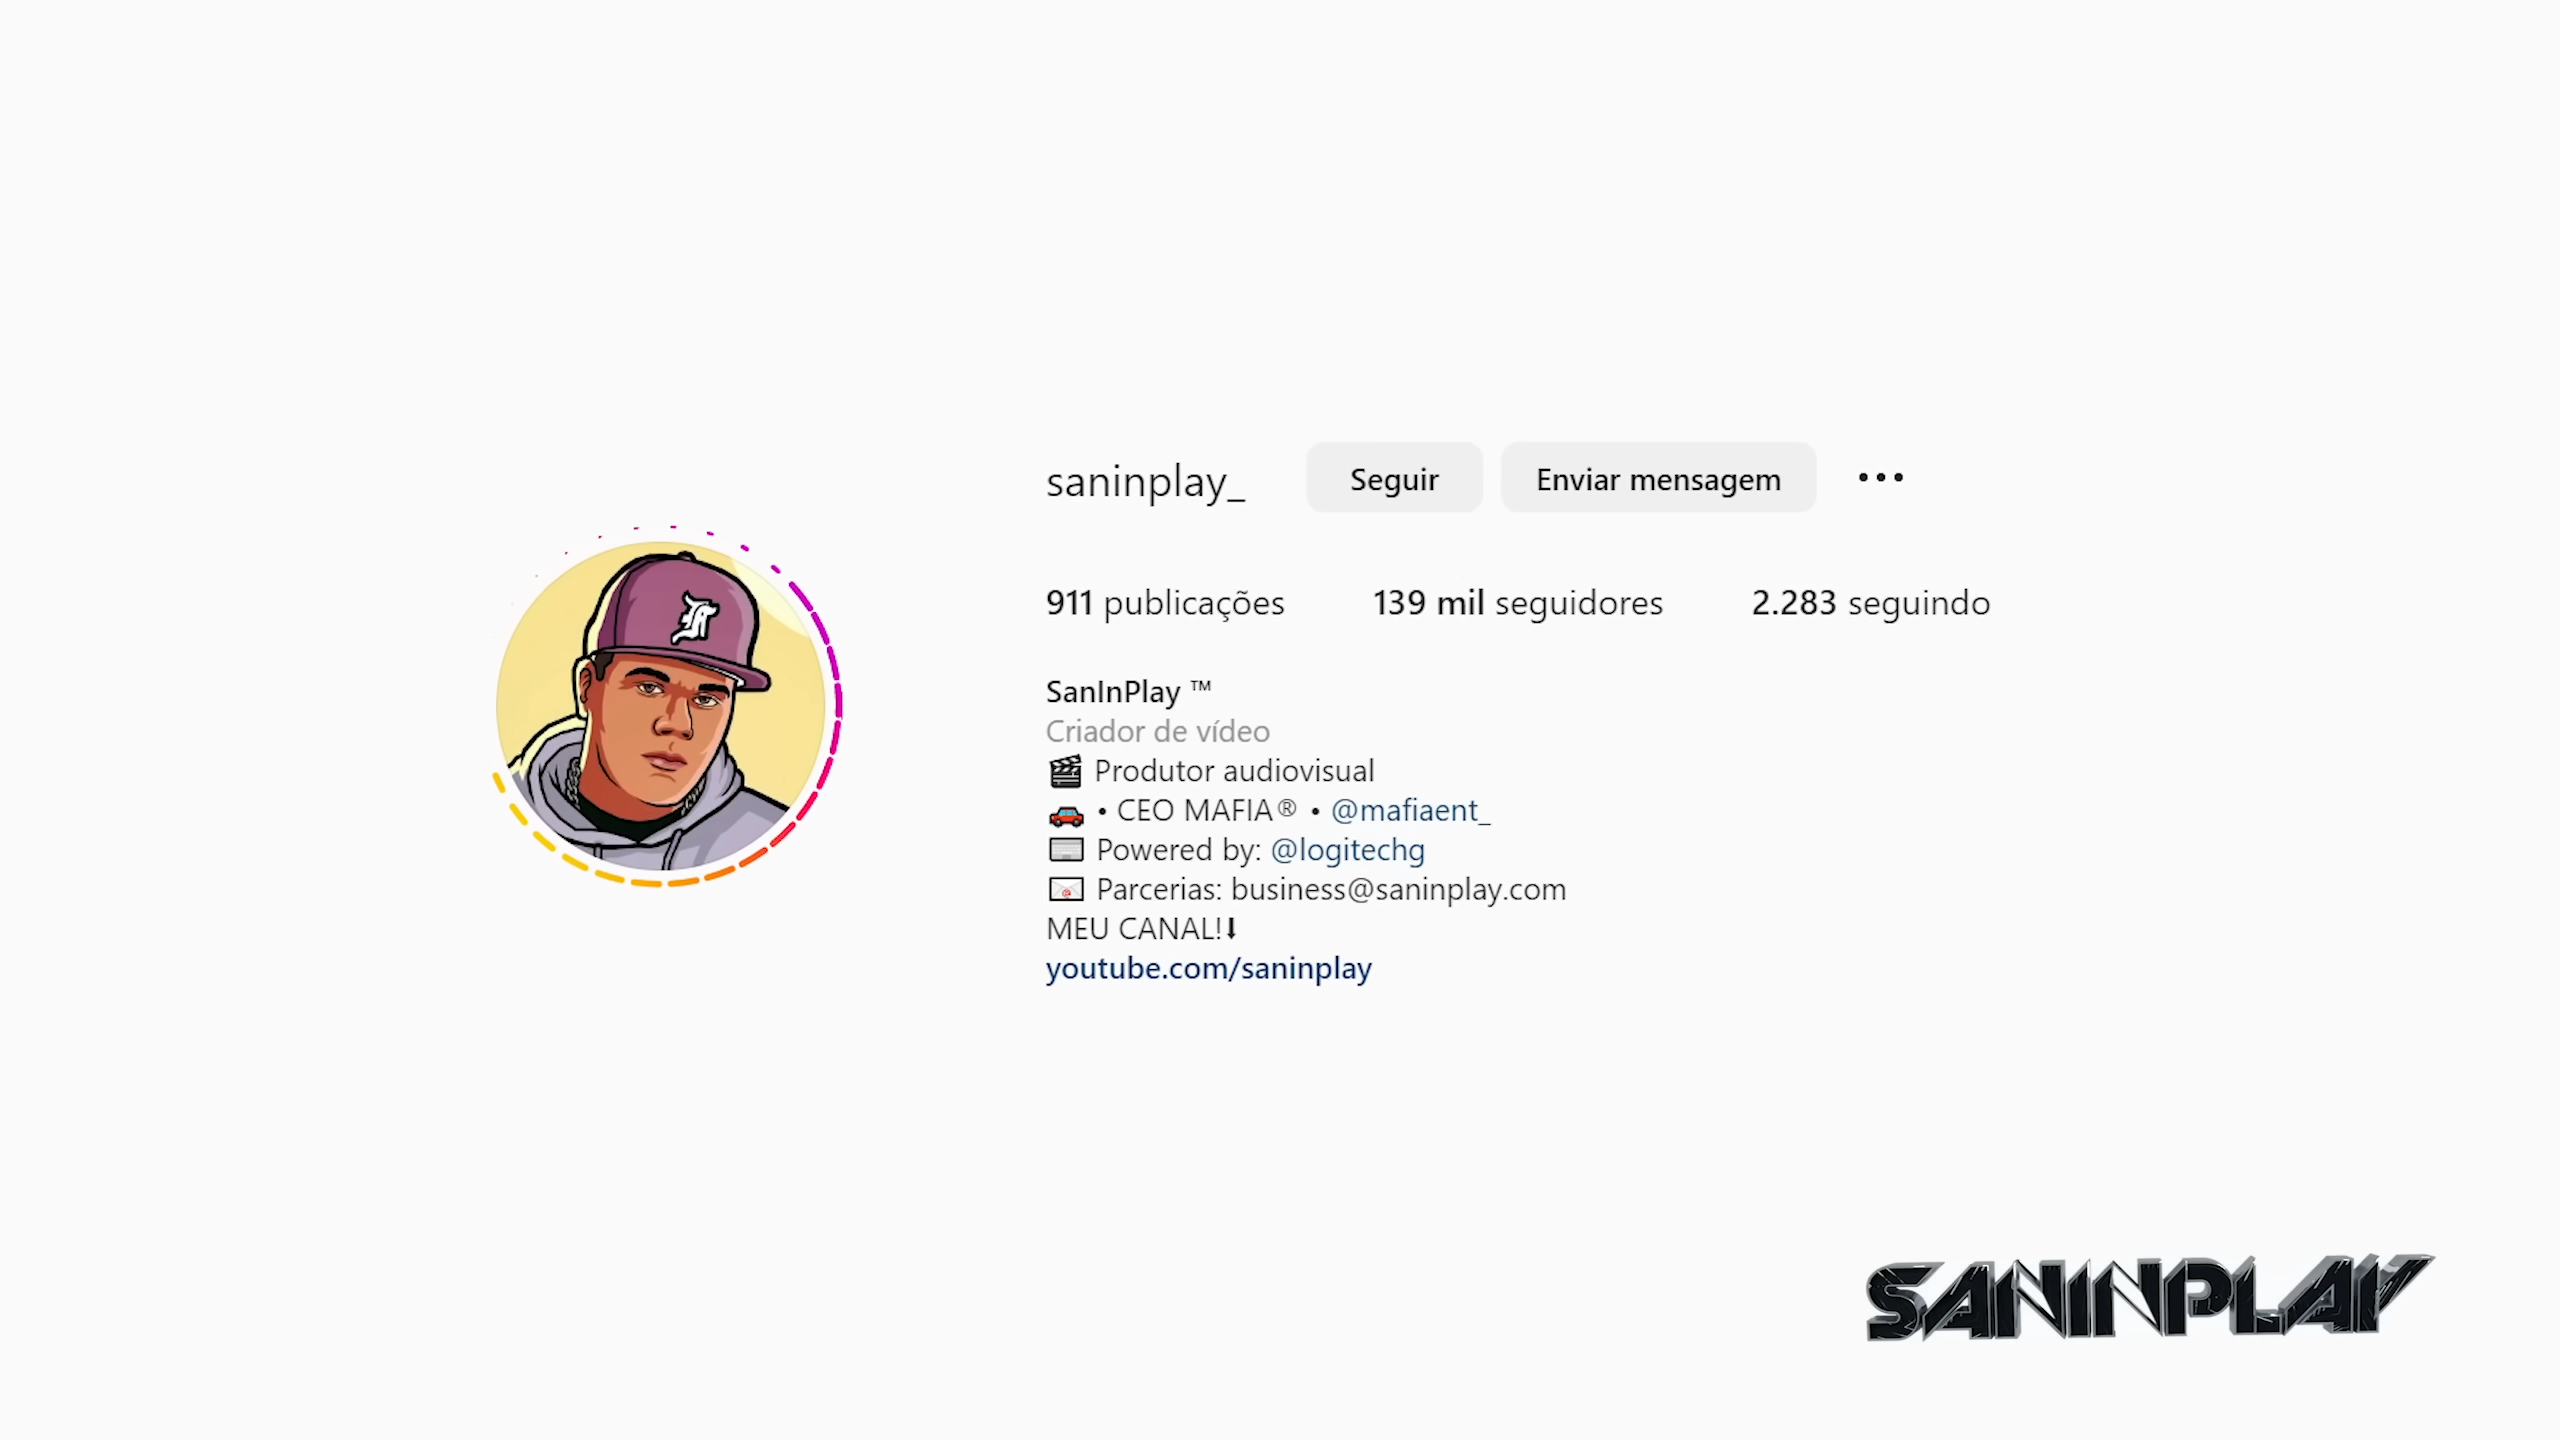 saninplay_ Seguir Enviar mensagem •••
911 publicações 139 mil seguidores 2.283 seguindo
SanInPlay ™
Criador de vídeo
🎬 Produtor audiovisual
🚗 • CEO MAFIA® • @mafiaent_
⌨ Powered by: @logitechg
📧 Parcerias: business@saninplay.com
MEU CANAL!⬇
youtube.com/saninplay
SANINPLAY